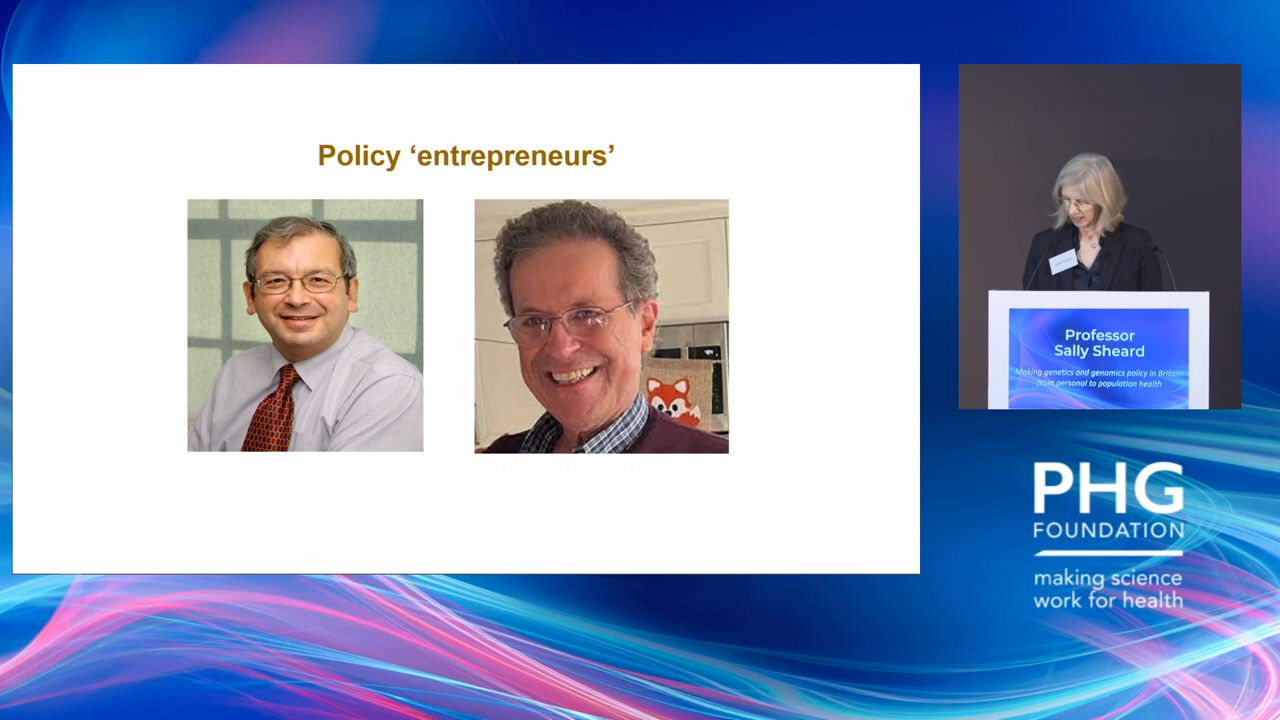 Policy ‘entrepreneurs’
Professor
Sally Sheard
Making genetics and genomics policy in Britain:
from personal to population health
PHG
FOUNDATION
making science
work for health